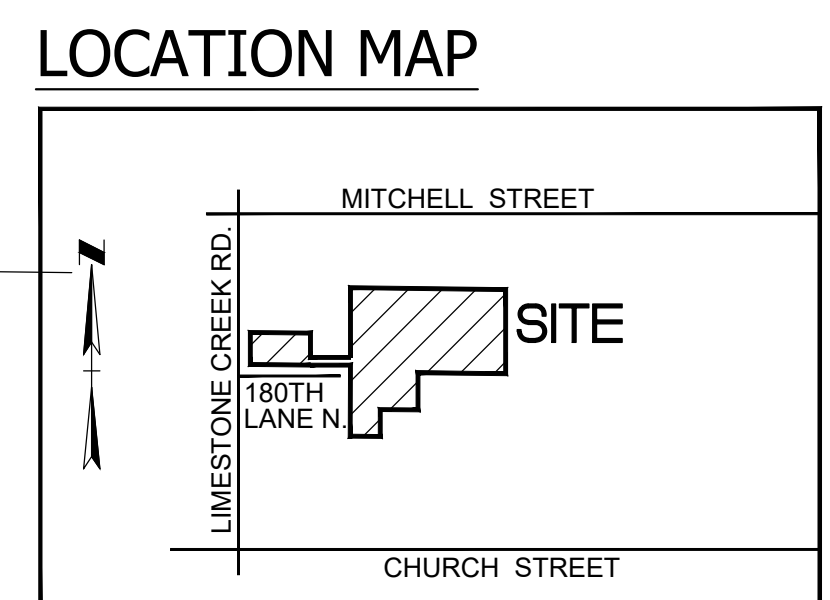 LOCATION MAP
MITCHELL STREET
N
LIMESTONE CREEK RD.
SITE
180TH
LANE N.
CHURCH STREET